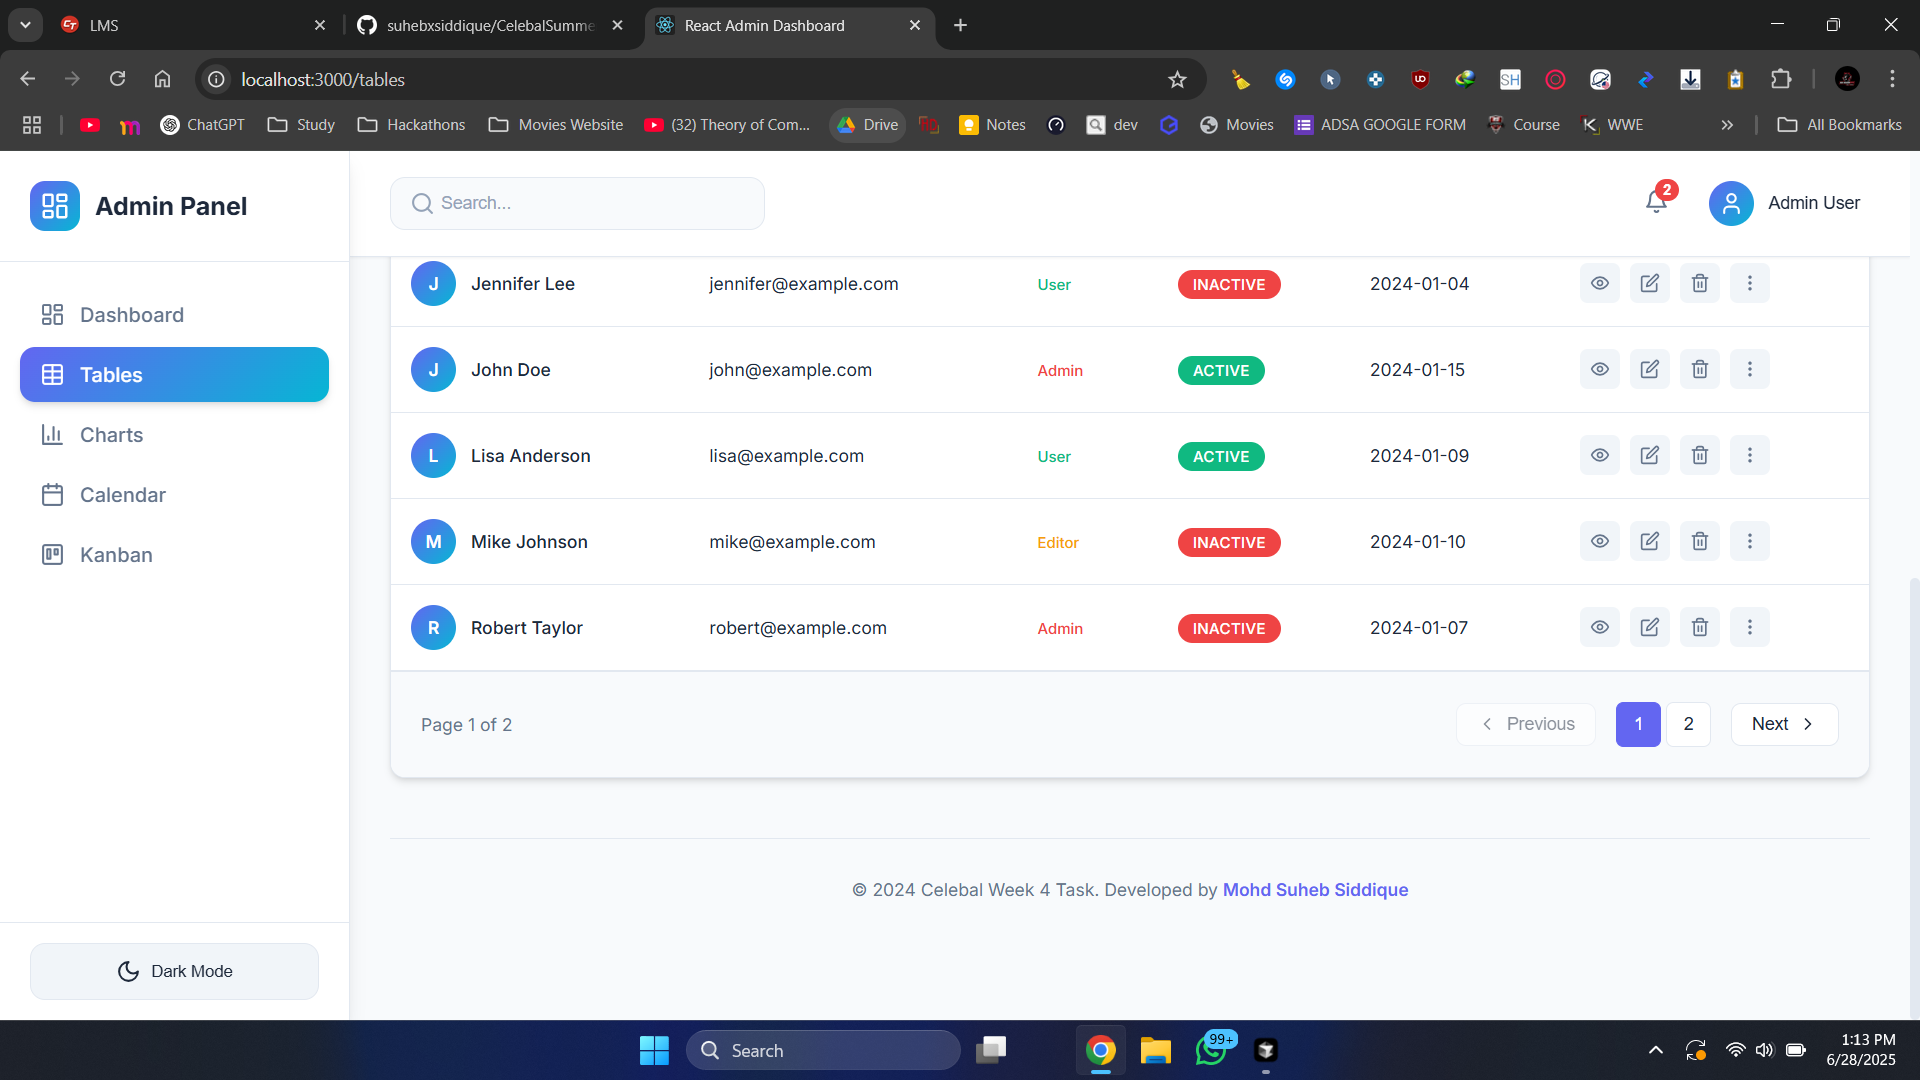 LMS
suhebxsiddique/CelebalSumme
React Admin Dashboard
localhost:3000/tables
UD
SH
ChatGPT
Study
Hackathons
Movies Website
(32) Theory of Com...
Drive
Notes
dev
Movies
ADSA GOOGLE FORM
Course
WWE
All Bookmarks
Admin Panel
Search...
2
Admin User
Dashboard
Tables
Charts
Calendar
Kanban
J Jennifer Lee jennifer@example.com User INACTIVE 2024-01-04
J John Doe john@example.com Admin ACTIVE 2024-01-15
L Lisa Anderson lisa@example.com User ACTIVE 2024-01-09
M Mike Johnson mike@example.com Editor INACTIVE 2024-01-10
R Robert Taylor robert@example.com Admin INACTIVE 2024-01-07
Page 1 of 2
Previous 1 2 Next
© 2024 Celebal Week 4 Task. Developed by Mohd Suheb Siddique
Dark Mode
Search
99+
1:13 PM
6/28/2025